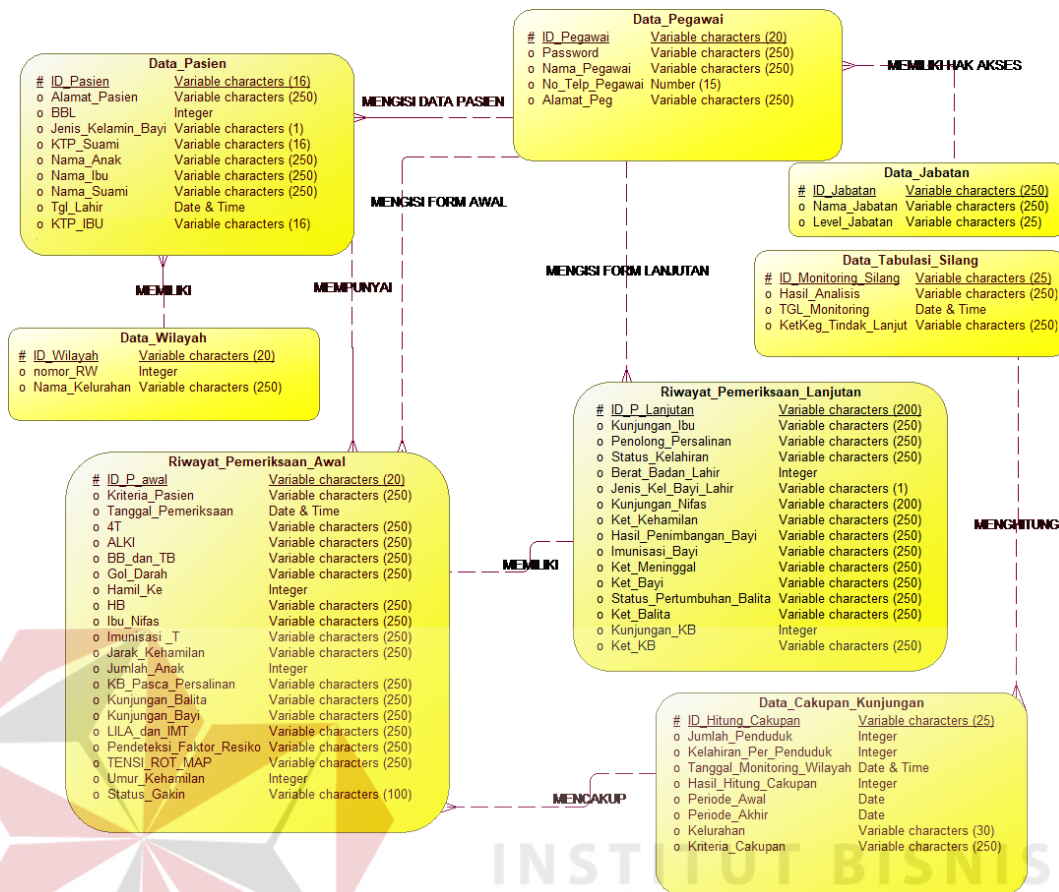 Data_Pegawai
# ID_Pegawai Variable characters (20)
o Password Variable characters (250)
o Nama_Pegawai Variable characters (250)
o No_Telp_Pegawai Number (15)
o Alamat_Peg Variable characters (250)
MEMILIKI HAK AKSES
Data_Pasien
# ID_Pasien Variable characters (16)
o Alamat_Pasien Variable characters (250)
o BBL Integer
o Jenis_Kelamin_Bayi Variable characters (1)
o KTP_Suami Variable characters (16)
o Nama_Anak Variable characters (250)
o Nama_Ibu Variable characters (250)
o Nama_Suami Variable characters (250)
o Tgl_Lahir Date & Time
o KTP_IBU Variable characters (16)
MENGISI DATA PASIEN
MENGISI FORM AWAL
Data_Jabatan
# ID_Jabatan Variable characters (250)
o Nama_Jabatan Variable characters (250)
o Level_Jabatan Variable characters (25)
MENGISI FORM LANJUTAN
Data_Tabulasi_Silang
# ID_Monitoring_Silang Variable characters (25)
o Hasil_Analisis Variable characters (250)
o TGL_Monitoring Date & Time
o KetKeg_Tindak_Lanjut Variable characters (250)
MEMILIKI
MEMPUNYAI
Data_Wilayah
# ID_Wilayah Variable characters (20)
o nomor_RW Integer
o Nama_Kelurahan Variable characters (250)
Riwayat_Pemeriksaan_Lanjutan
# ID_P_Lanjutan Variable characters (200)
o Kunjungan_Ibu Variable characters (250)
o Penolong_Persalinan Variable characters (250)
o Status_Kelahiran Variable characters (250)
o Berat_Badan_Lahir Integer
o Jenis_Kel_Bayi_Lahir Variable characters (1)
o Kunjungan_Nifas Variable characters (200)
o Ket_Kehamilan Variable characters (250)
o Hasil_Penimbangan_Bayi Variable characters (250)
o Imunisasi_Bayi Variable characters (250)
o Ket_Meninggal Variable characters (250)
o Ket_Bayi Variable characters (250)
o Status_Pertumbuhan_Balita Variable characters (250)
o Ket_Balita Variable characters (250)
o Kunjungan_KB Integer
o Ket_KB Variable characters (250)
MENGHITUNG
Riwayat_Pemeriksaan_Awal
# ID_P_awal Variable characters (20)
o Kriteria_Pasien Variable characters (250)
o Tanggal_Pemeriksaan Date & Time
o 4T Variable characters (250)
o ALKI Variable characters (250)
o BB_dan_TB Variable characters (250)
o Gol_Darah Variable characters (250)
o Hamil_Ke Integer
o HB Variable characters (250)
o Ibu_Nifas Variable characters (250)
o Imunisasi _T Variable characters (250)
o Jarak_Kehamilan Variable characters (250)
o Jumlah_Anak Integer
o KB_Pasca_Persalinan Variable characters (250)
o Kunjungan_Balita Variable characters (250)
o Kunjungan_Bayi Variable characters (250)
o LILA_dan_IMT Variable characters (250)
o Pendeteksi_Faktor_Resiko Variable characters (250)
o TENSI_ROT_MAP Variable characters (250)
o Umur_Kehamilan Integer
o Status_Gakin Variable characters (100)
MEMILIKI
Data_Cakupan_Kunjungan
# ID_Hitung_Cakupan Variable characters (25)
o Jumlah_Penduduk Integer
o Kelahiran_Per_Penduduk Integer
o Tanggal_Monitoring_Wilayah Date & Time
o Hasil_Hitung_Cakupan Integer
o Periode_Awal Date
o Periode_Akhir Date
o Kelurahan Variable characters (30)
o Kriteria_Cakupan Variable characters (250)
MENCAKUP
INSTITUT BISNIS